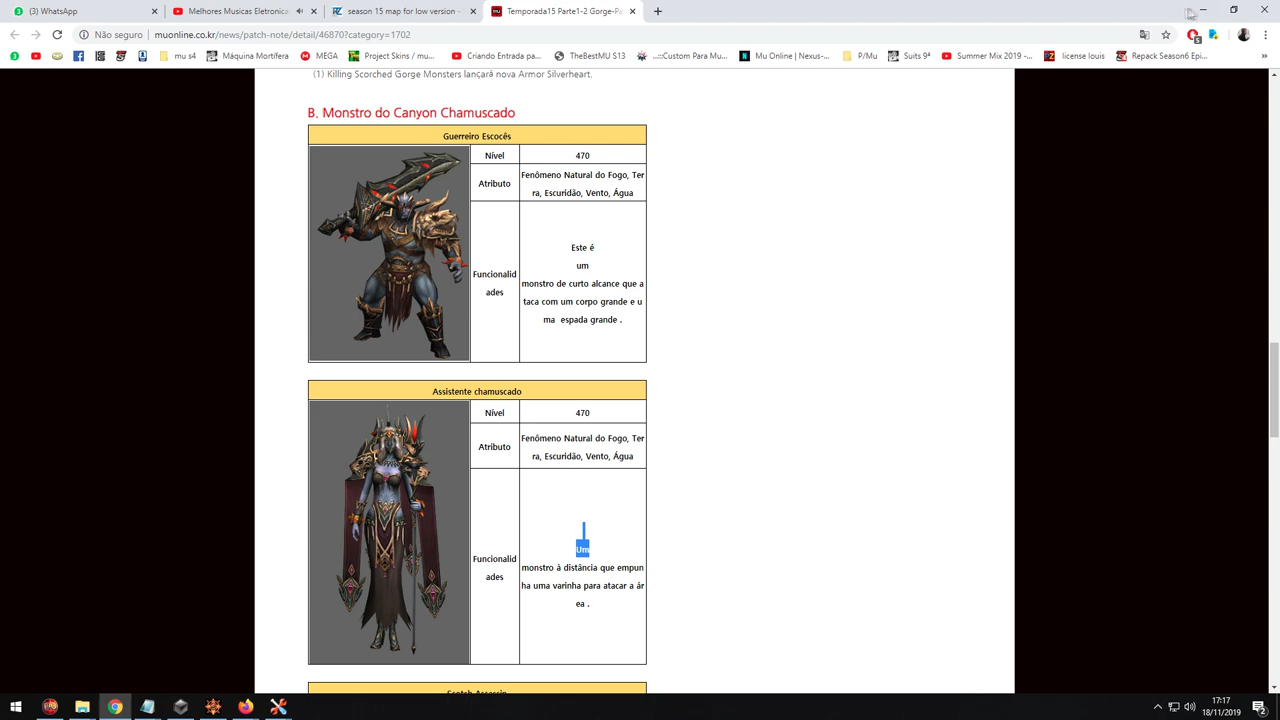 (3) WhatsApp
Melhores Musicas Eletronica
season 15 map for low version -
Temporada15 Parte1-2 Gorge-Pa
Não seguro
muonline.co.kr/news/patch-note/detail/46870?category=1702
mu s4
Máquina Mortífera
MEGA
Project Skins / mu...
Criando Entrada pa...
TheBestMU S13
...::Custom Para Mu...
Mu Online | Nexus-...
P/Mu
Suits 9ª
Summer Mix 2019 -...
license louis
Repack Season6 Epi...
»
(1) Killing Scorched Gorge Monsters lançará nova Armor Silverheart.
B. Monstro do Canyon Chamuscado
Guerreiro Escocês
Nível
470
Atributo
Fenômeno Natural do Fogo, Ter
ra, Escuridão, Vento, Água
Funcionalid
ades
Este é
um
monstro de curto alcance que a
taca com um corpo grande e u
ma espada grande .
Assistente chamuscado
Nível
470
Atributo
Fenômeno Natural do Fogo, Ter
ra, Escuridão, Vento, Água
Funcionalid
ades
Um
monstro à distância que empun
ha uma varinha para atacar a ár
ea .
Scotch Assassin
17:17
18/11/2019
2